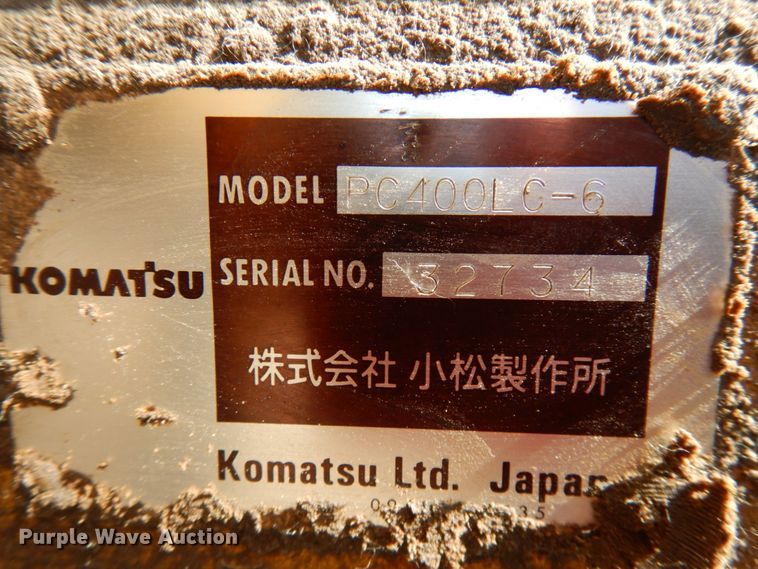 MODEL PC400LC-6
KOMATSU
SERIAL NO. 32734
株式会社 小松製作所
Komatsu Ltd. Japan
Purple Wave Auction